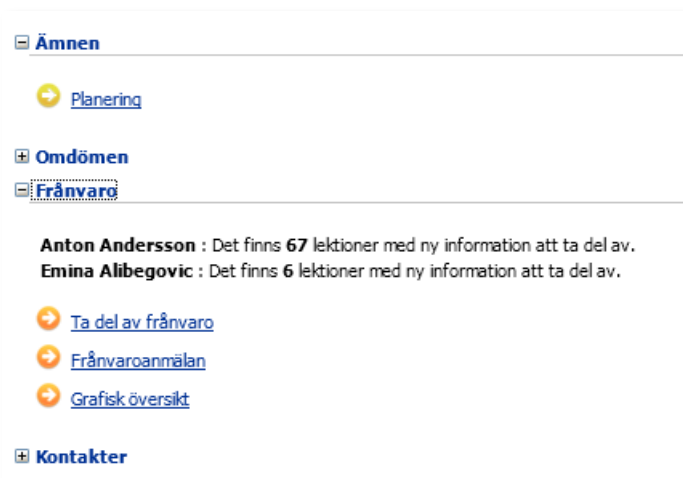 Ämnen
Planering
Omdömen
Frånvaro
Anton Andersson : Det finns 67 lektioner med ny information att ta del av.
Emina Alibegovic : Det finns 6 lektioner med ny information att ta del av.
Ta del av frånvaro
Frånvaroanmälan
Grafisk översikt
Kontakter